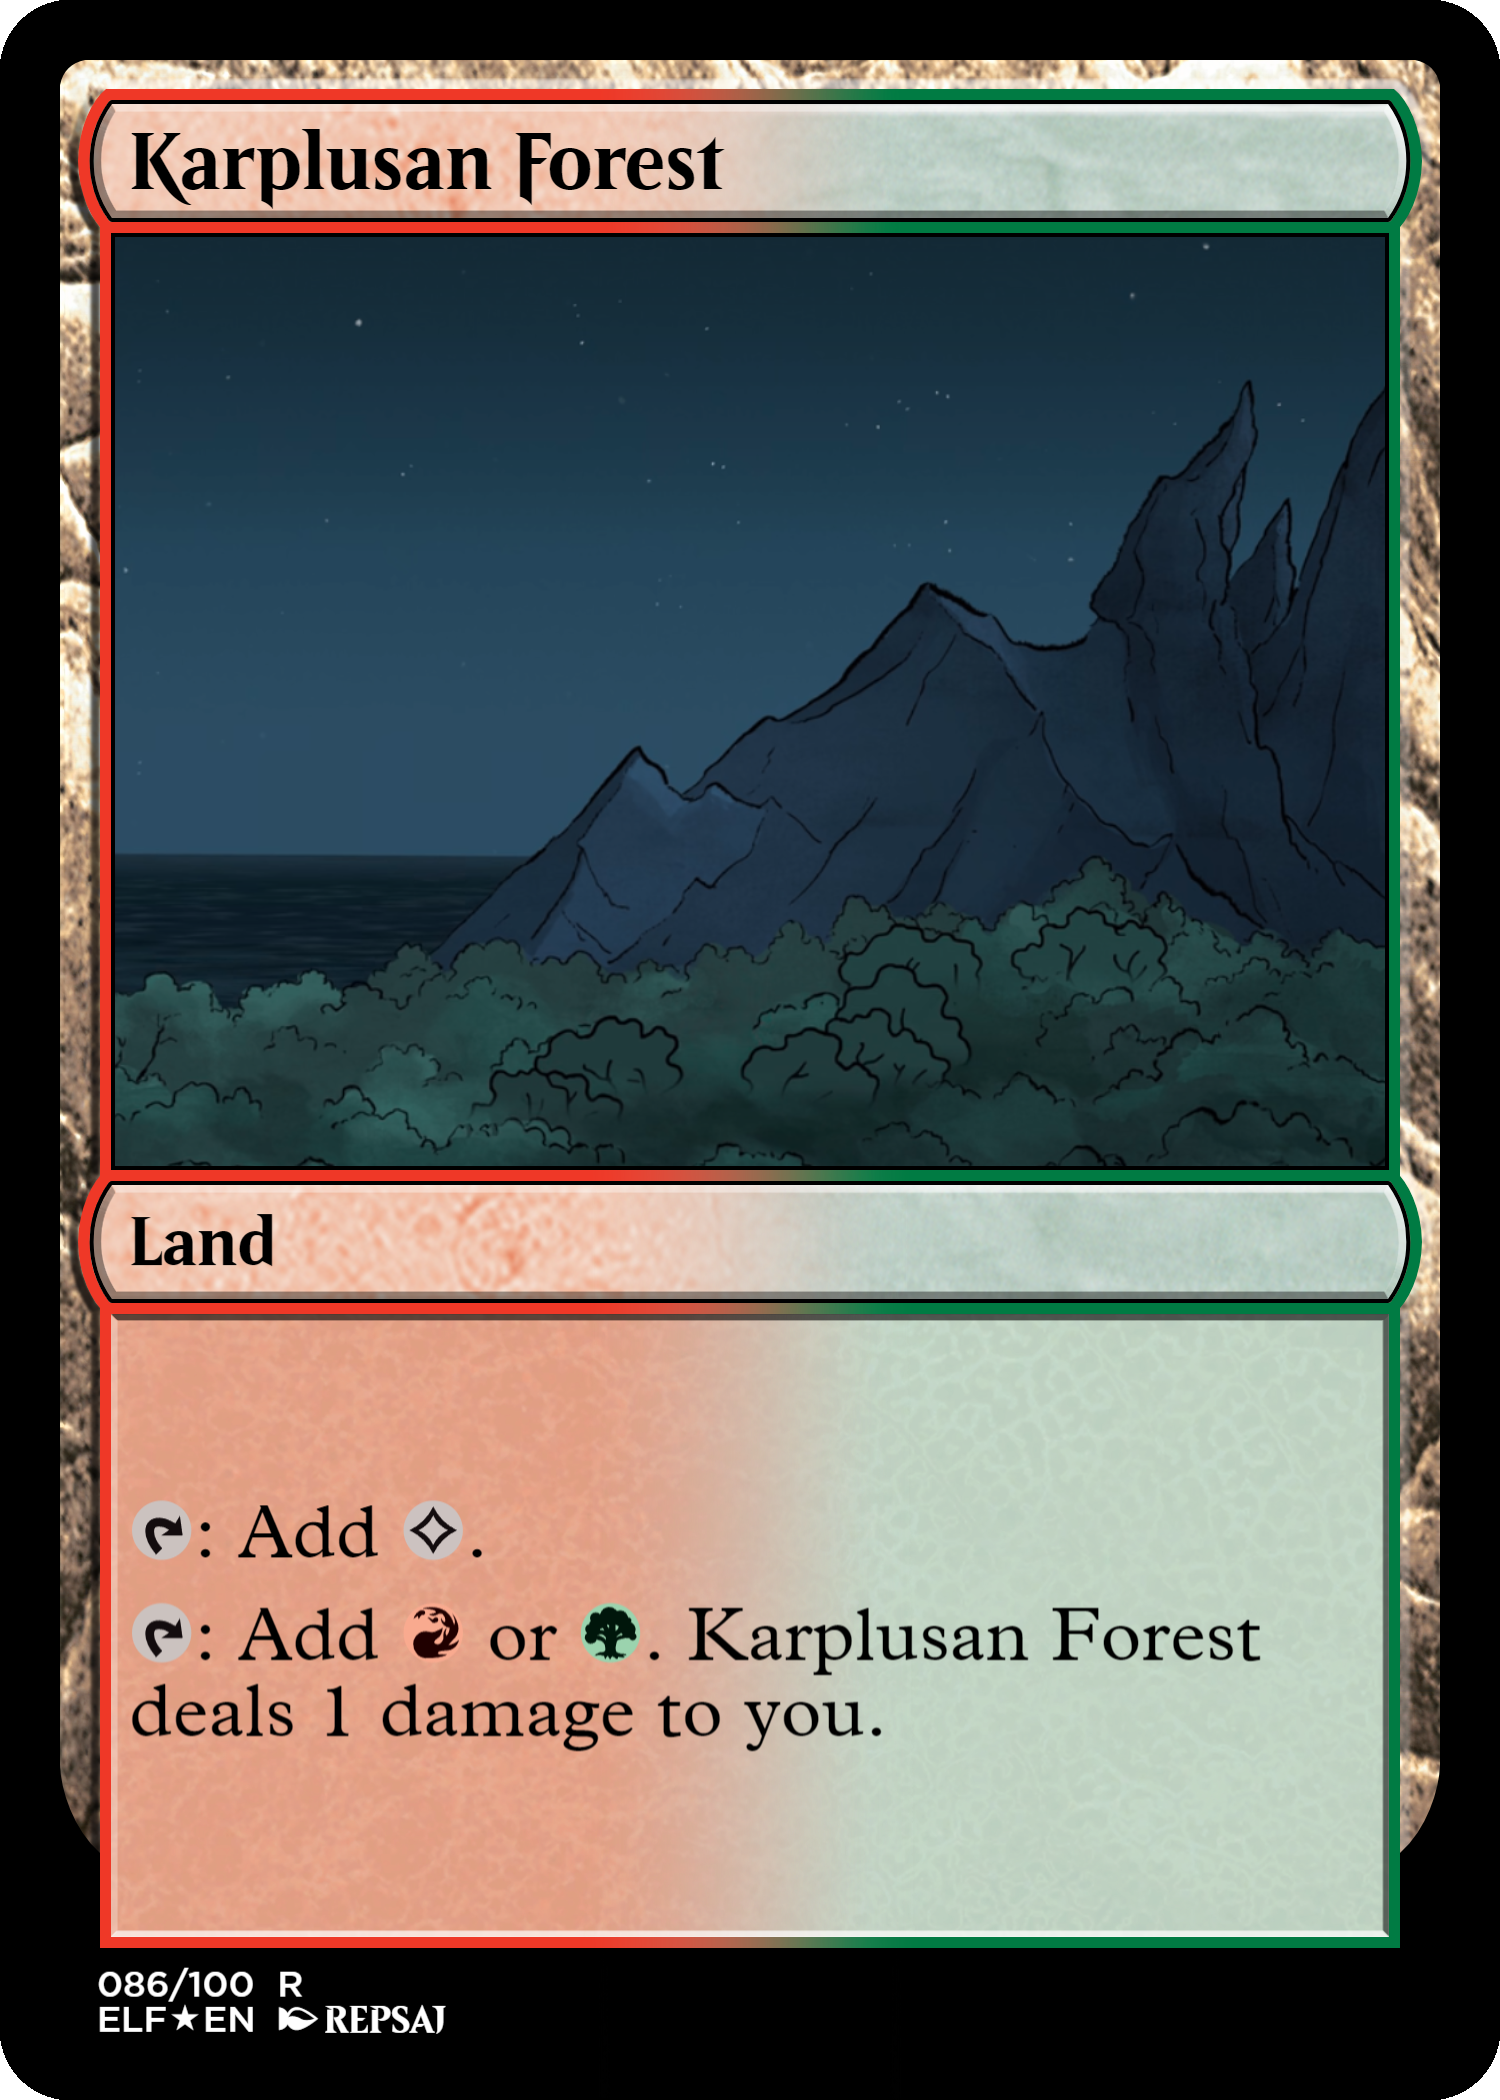 Karplusan Forest
Land
: Add .
: Add or . Karplusan Forest
deals 1 damage to you.
086/100 R
ELF★EN REPSAJ